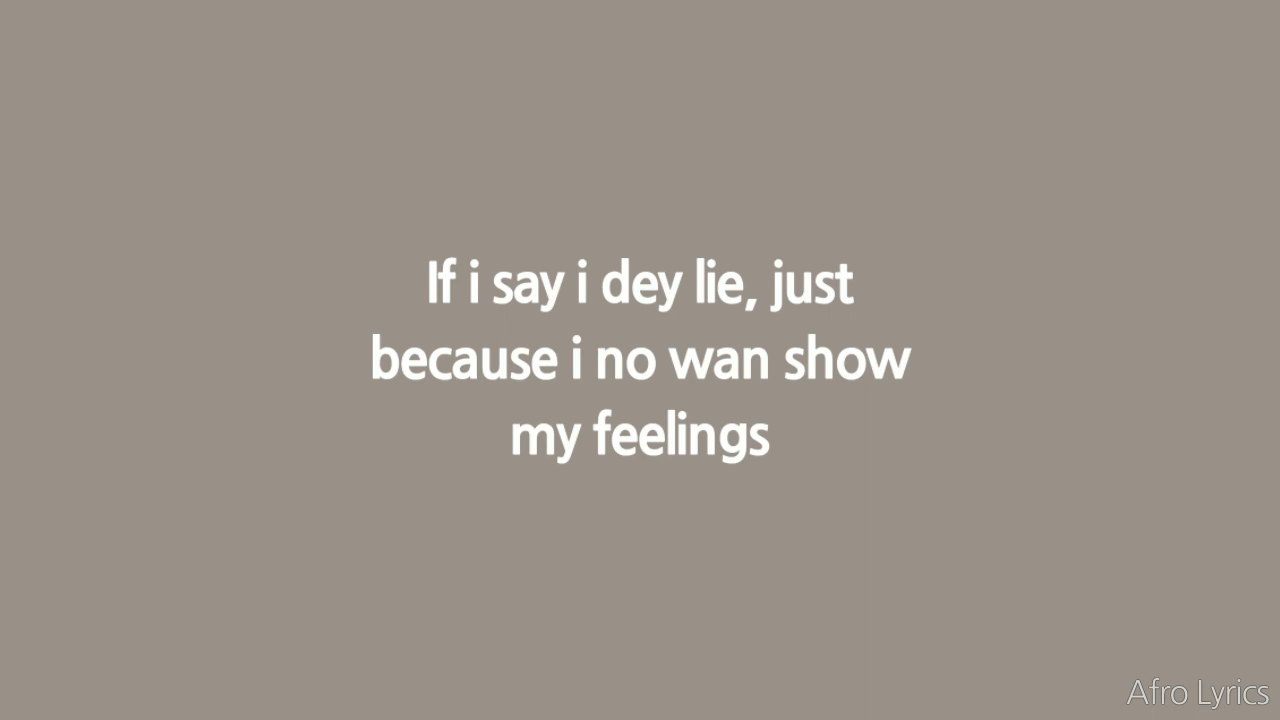 If i say i dey lie, just
because i no wan show
my feelings
Afro Lyrics